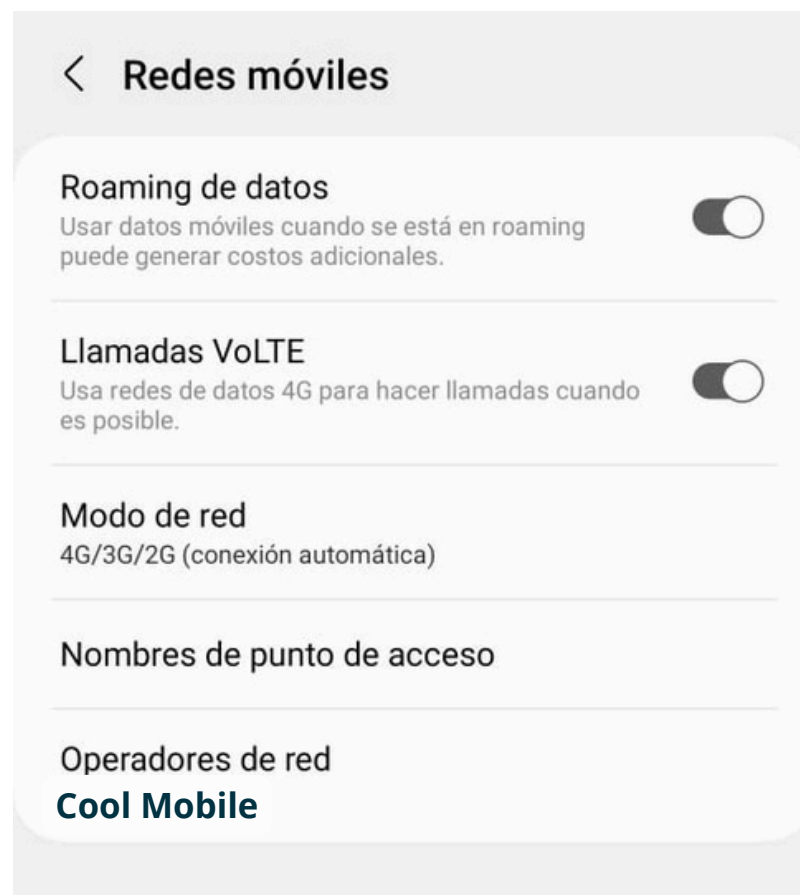 Redes móviles
Roaming de datos
Usar datos móviles cuando se está en roaming
puede generar costos adicionales.
Llamadas VoLTE
Usa redes de datos 4G para hacer llamadas cuando
es posible.
Modo de red
4G/3G/2G (conexión automática)
Nombres de punto de acceso
Operadores de red
Cool Mobile